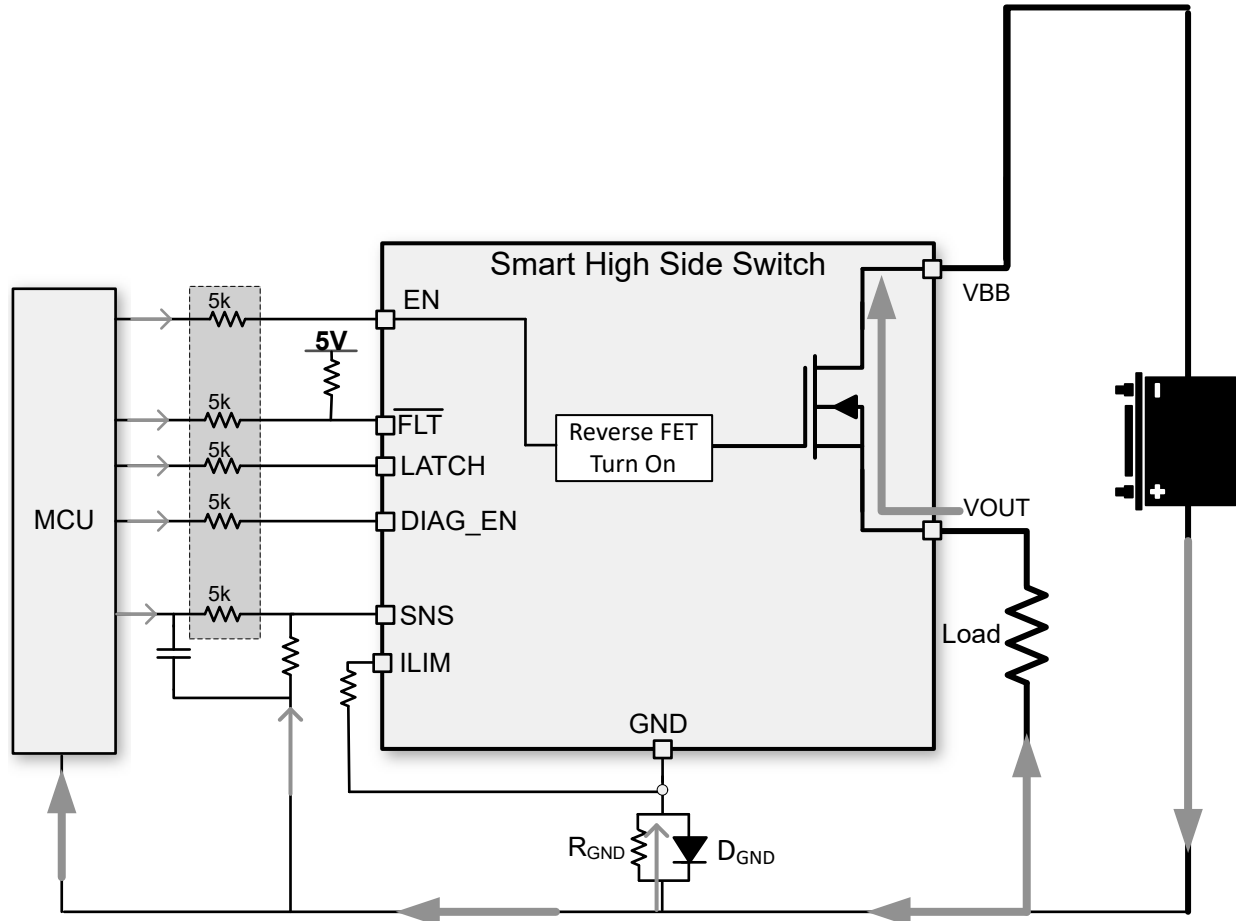 Smart High Side Switch
VBB
5k
EN
5V
5k
FLT
Reverse FET
Turn On
5k
LATCH
MCU
5k
DIAG_EN
VOUT
-
+
5k
SNS
Load
ILIM
GND
RGND
DGND